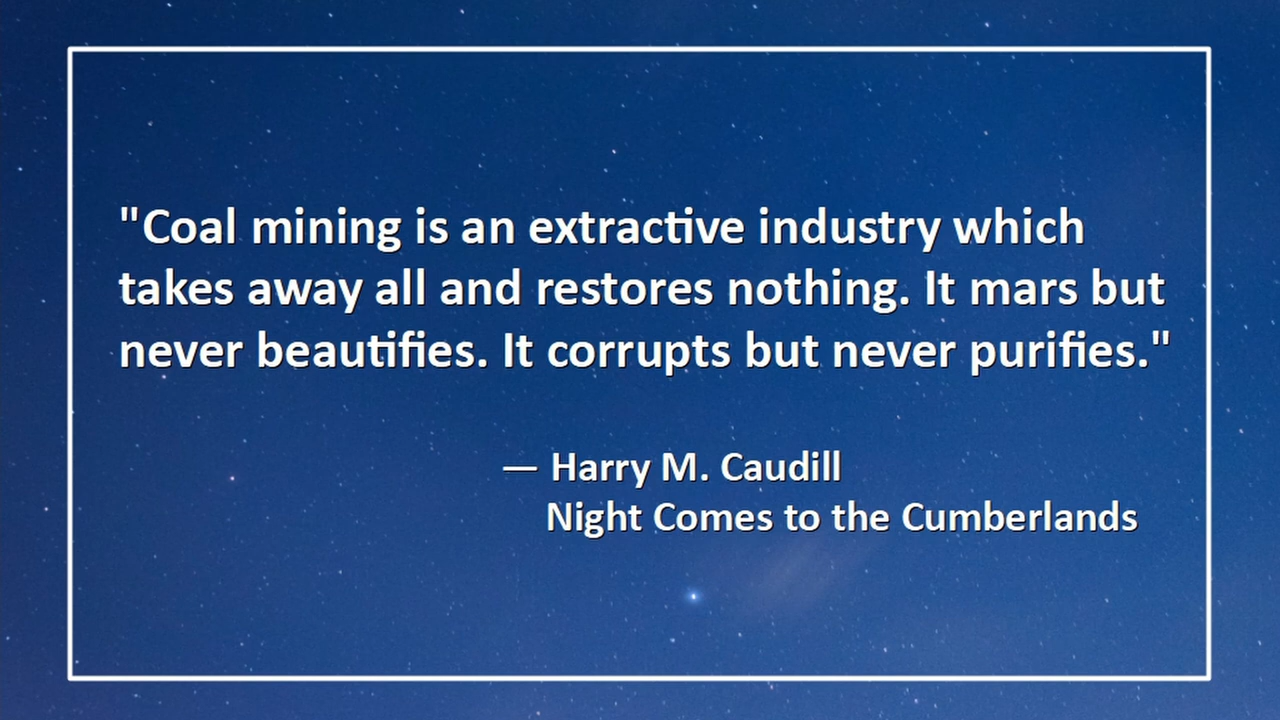 "Coal mining is an extractive industry which
takes away all and restores nothing. It mars but
never beautifies. It corrupts but never purifies."
— Harry M. Caudill
Night Comes to the Cumberlands